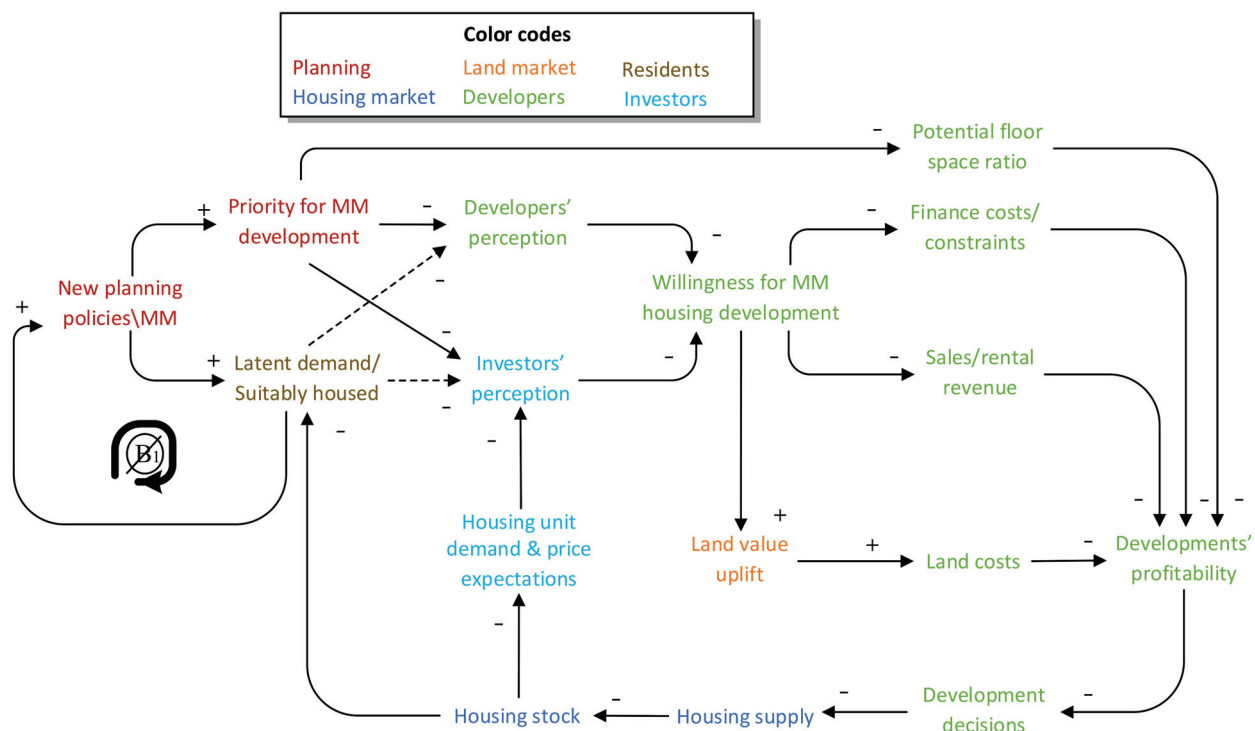 Color codes
Planning
Land market
Residents
Housing market
Developers
Investors
Potential floor
space ratio
–
+
Priority for MM
development
–
Developers’
perception
–
Finance costs/
constraints
–
–
New planning
policies\MM
+
Willingness for MM
housing development
–
+
Latent demand/
Suitably housed
–
Investors’
perception
–
–
Sales/rental
revenue
–
–
B1
–
–
Housing unit
demand & price
expectations
+
Land value
uplift
+
Land costs
–
–
–
–
Developments’
profitability
–
Housing stock
–
Housing supply
–
Development
decisions
–